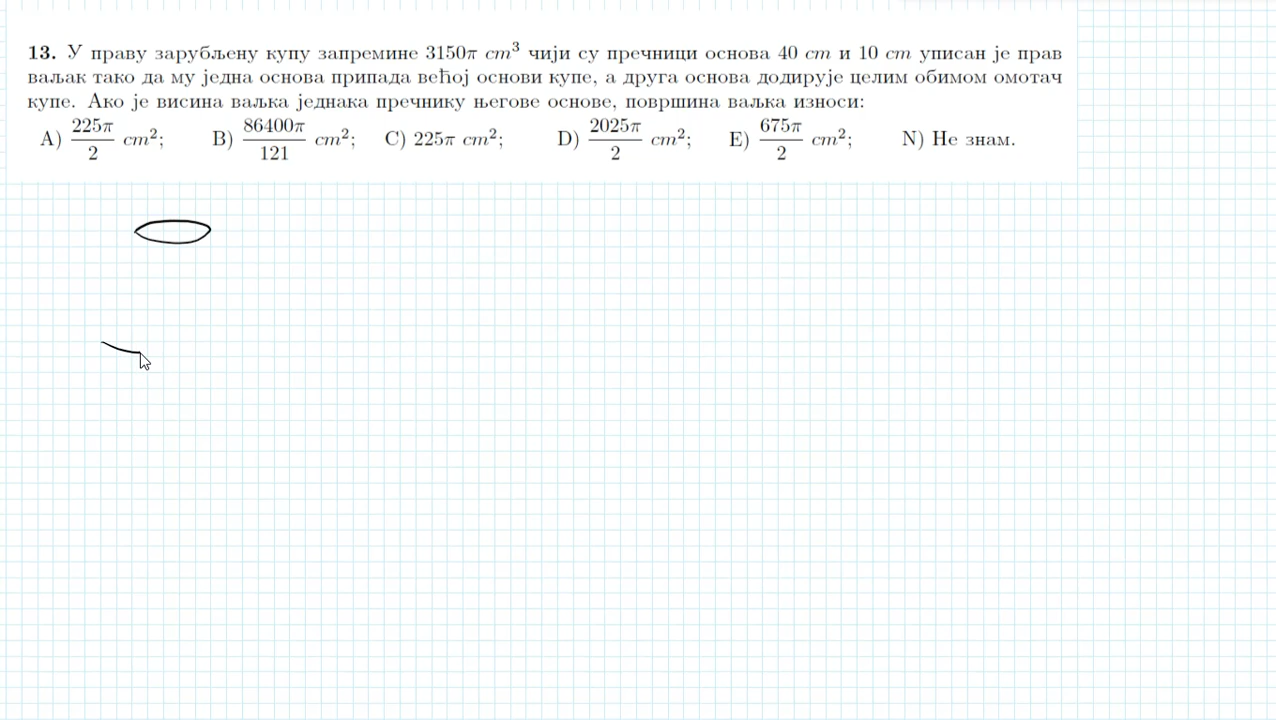 13. У праву зарубљену купу запремине 3150π cm³ чији су пречници основа 40 cm и 10 cm уписан је прав
ваљак тако да му једна основа припада већој основи купе, а друга основа додирује целим обимом омотач
купе. Ако је висина ваљка једнака пречнику његове основе, површина ваљка износи:
A) 225π/2 cm²; B) 86400π/121 cm²; C) 225π cm²; D) 2025π/2 cm²; E) 675π/2 cm²; N) Не знам.